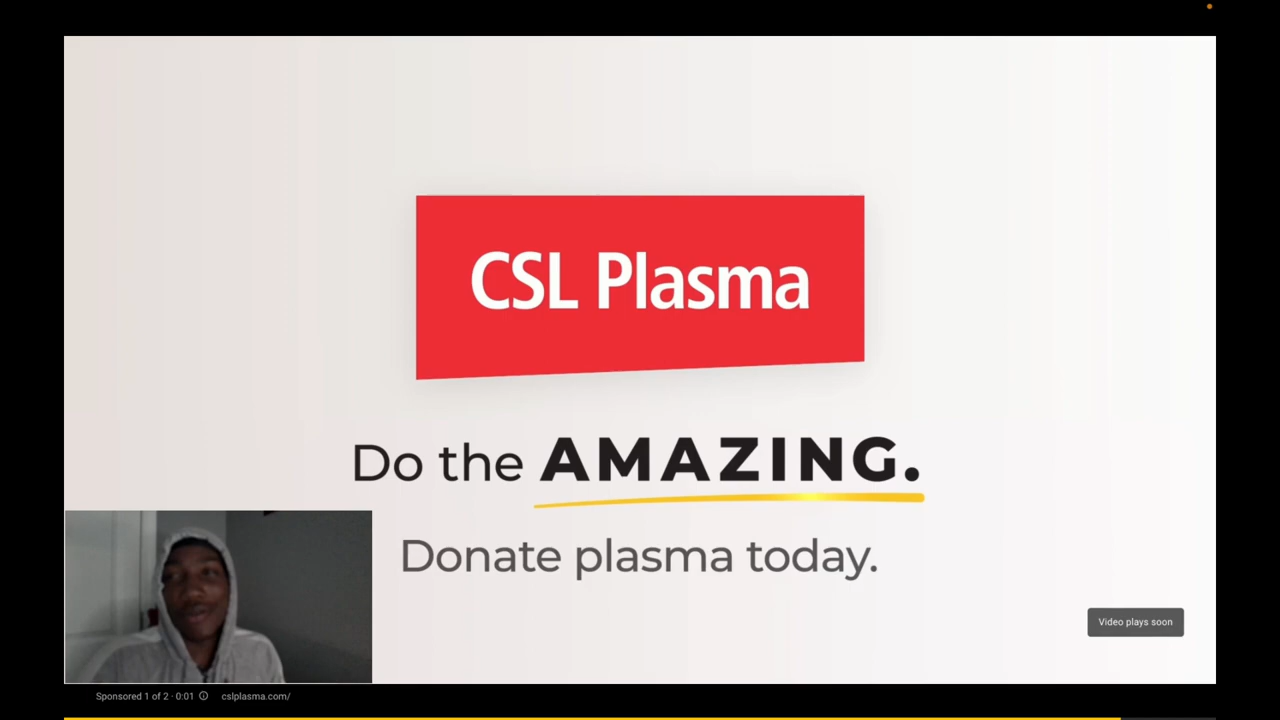 CSL Plasma
Do the AMAZING.
Donate plasma today.
Video plays soon
Sponsored 1 of 2 · 0:01 cslplasma.com/